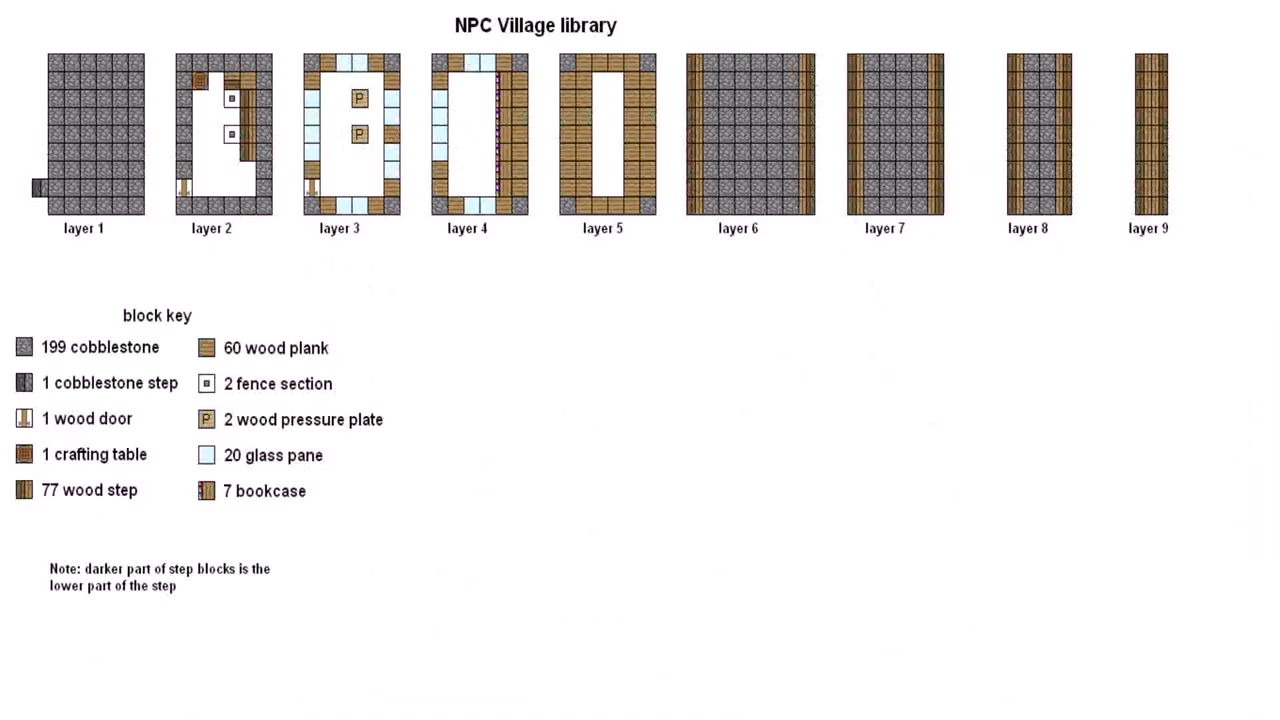 NPC Village library
P
P
layer 1
layer 2
layer 3
layer 4
layer 5
layer 6
layer 7
layer 8
layer 9
block key
199 cobblestone
60 wood plank
1 cobblestone step
2 fence section
1 wood door
P
2 wood pressure plate
1 crafting table
20 glass pane
77 wood step
7 bookcase
Note: darker part of step blocks is the
lower part of the step